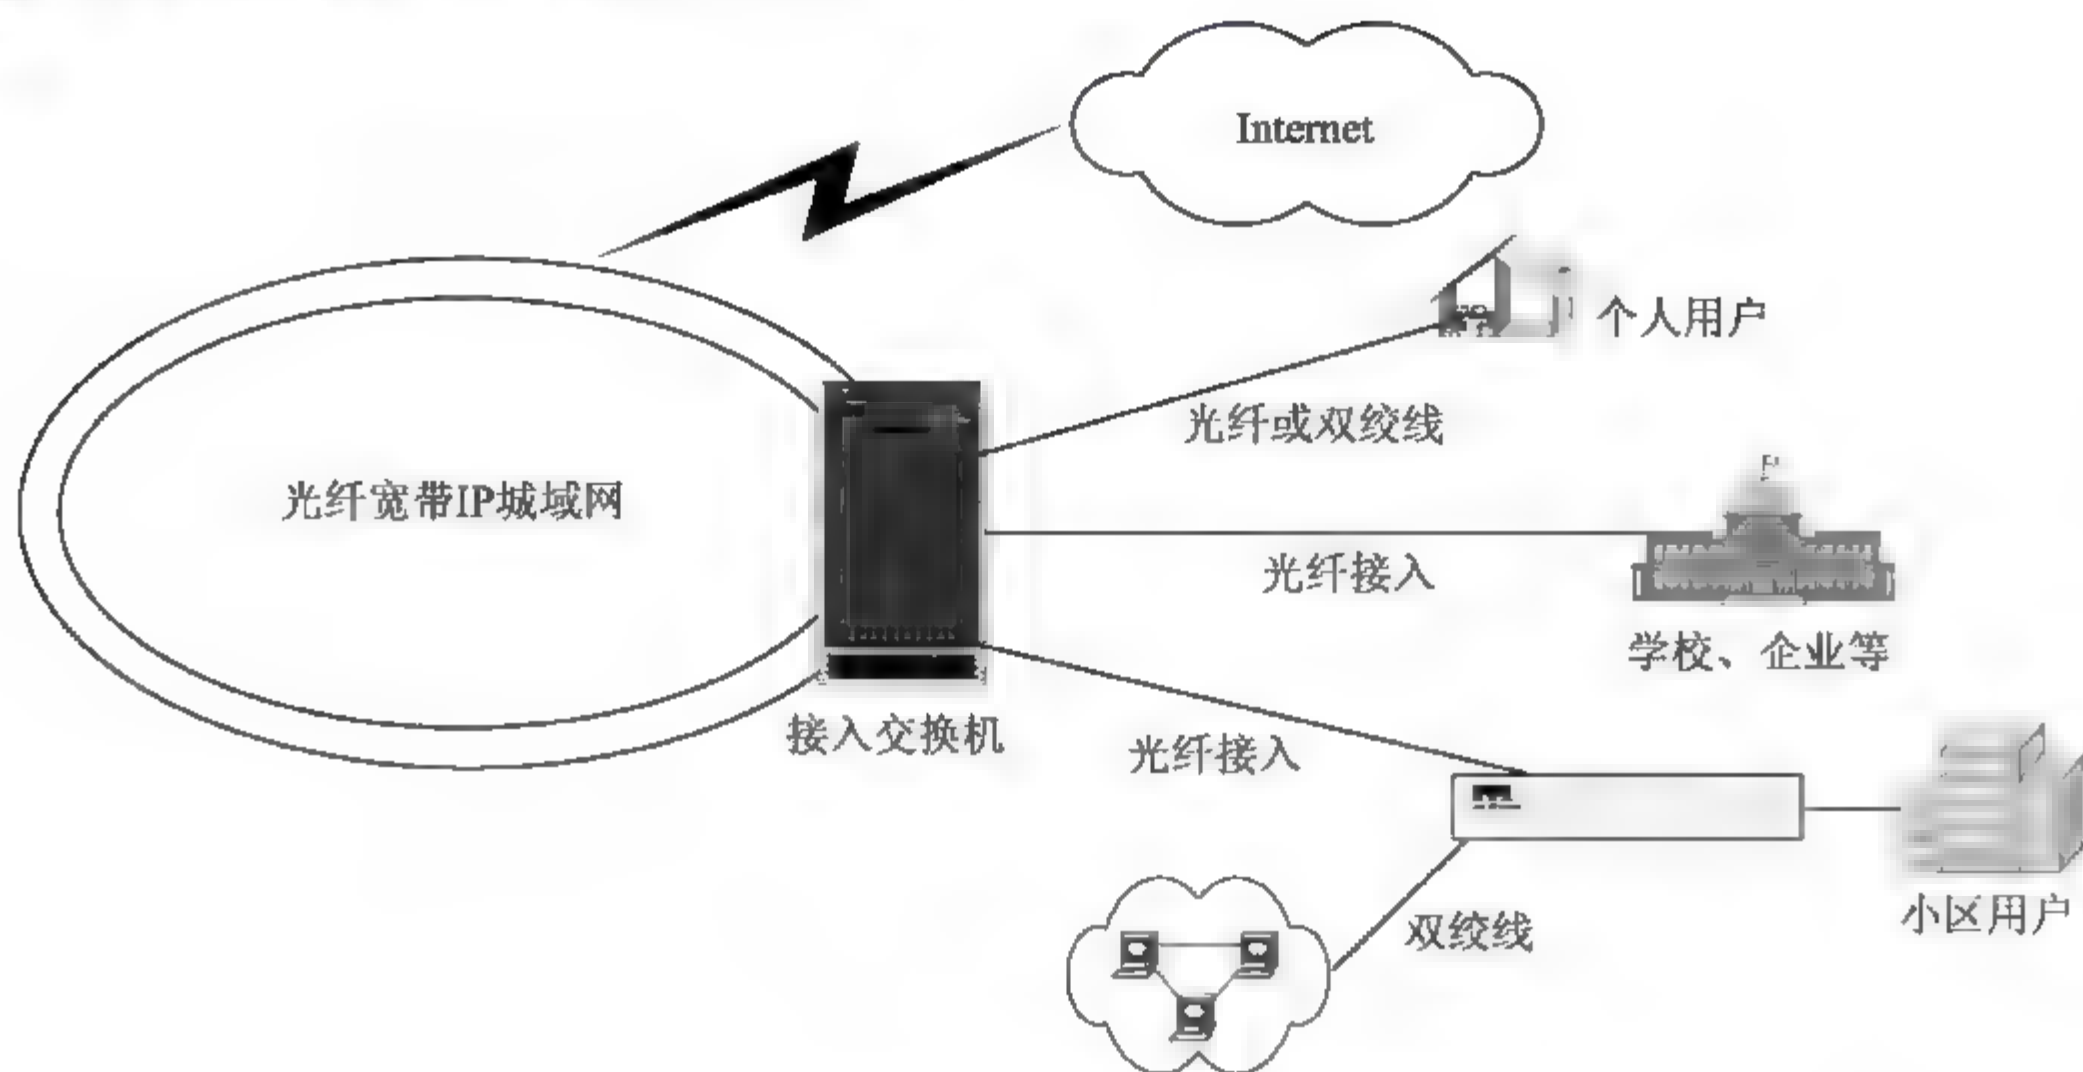 Internet
个人用户
光纤或双绞线
光纤宽带IP城域网
光纤接入
学校、企业等
接入交换机
光纤接入
小区用户
双绞线